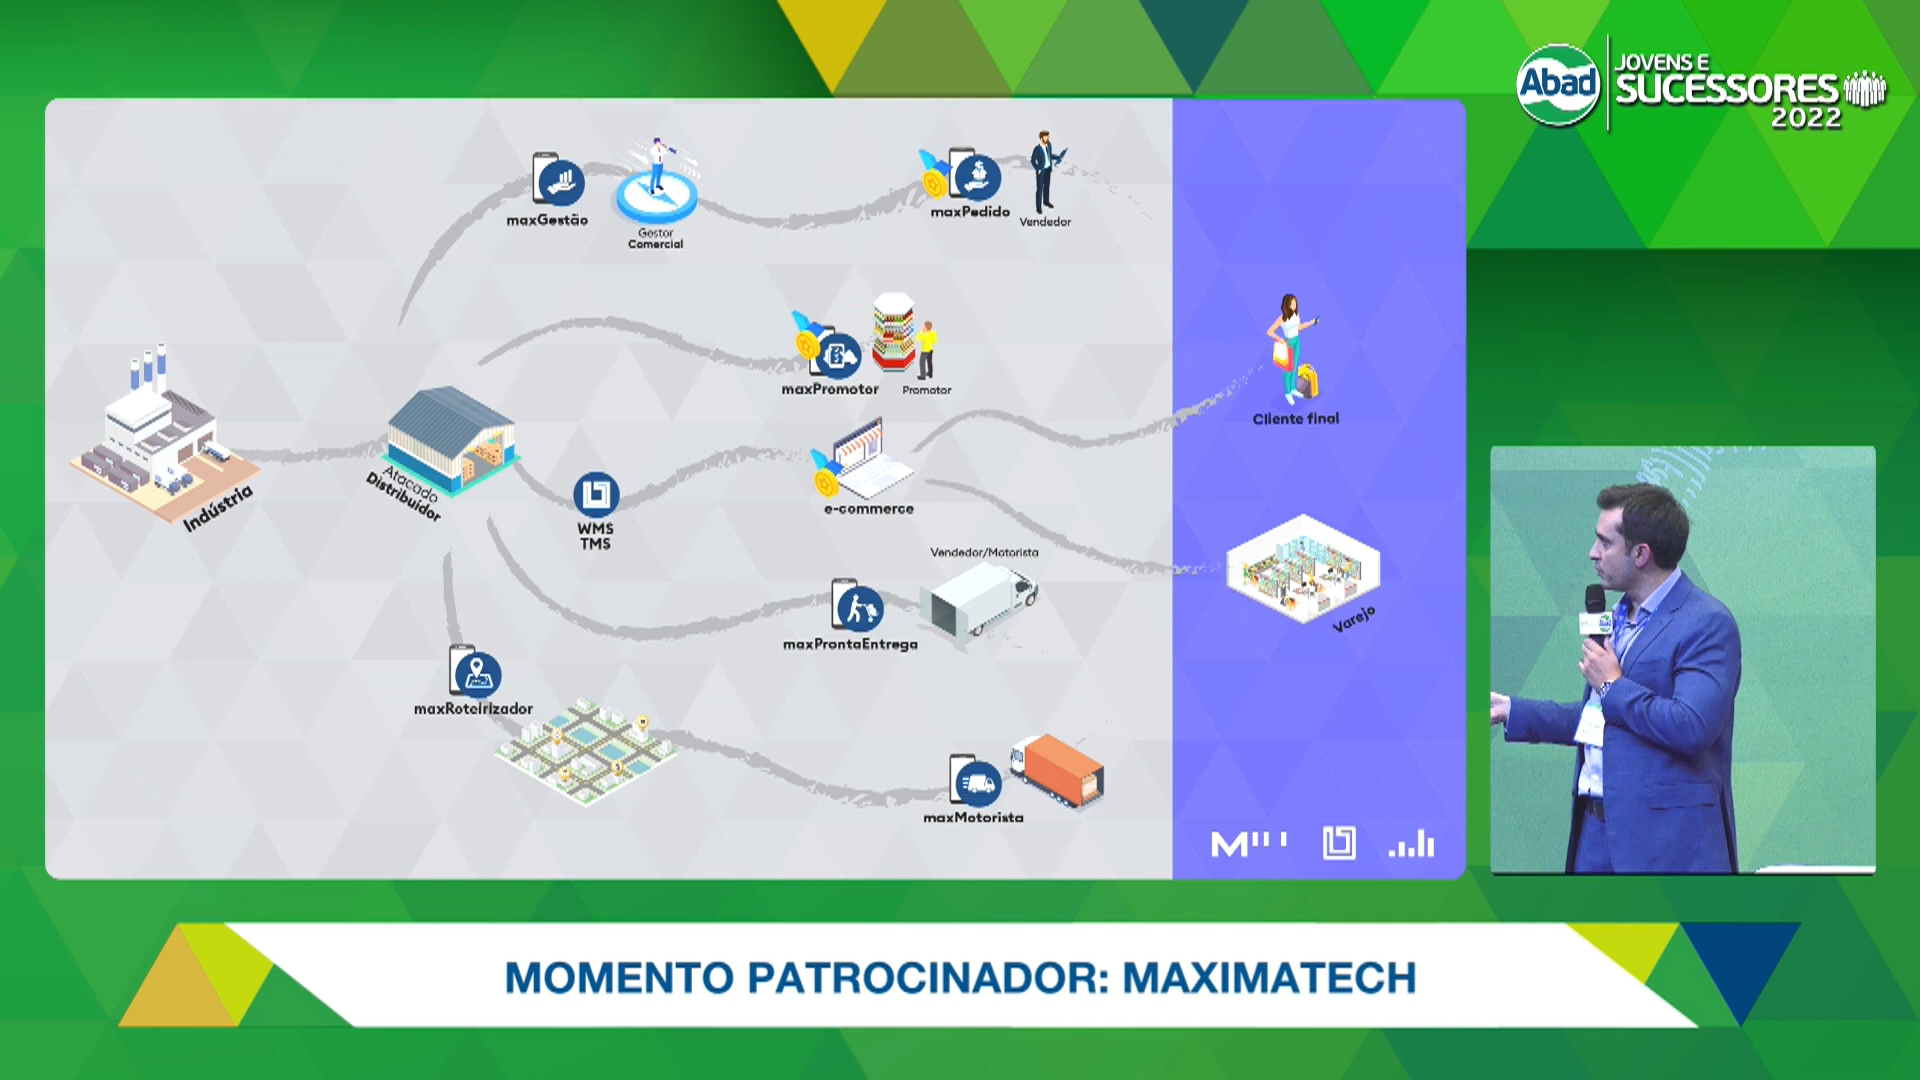 Abad
JOVENS E
SUCESSORES
2022
maxGestão
Gestor
Comercial
maxPedido
Vendedor
maxPromotor
Promotor
Cliente final
Indústria
Atacado
Distribuidor
WMS
TMS
e-commerce
Vendedor/Motorista
maxProntaEntrega
Varejo
maxRoteirizador
maxMotorista
M
Abad
MOMENTO PATROCINADOR: MAXIMATECH